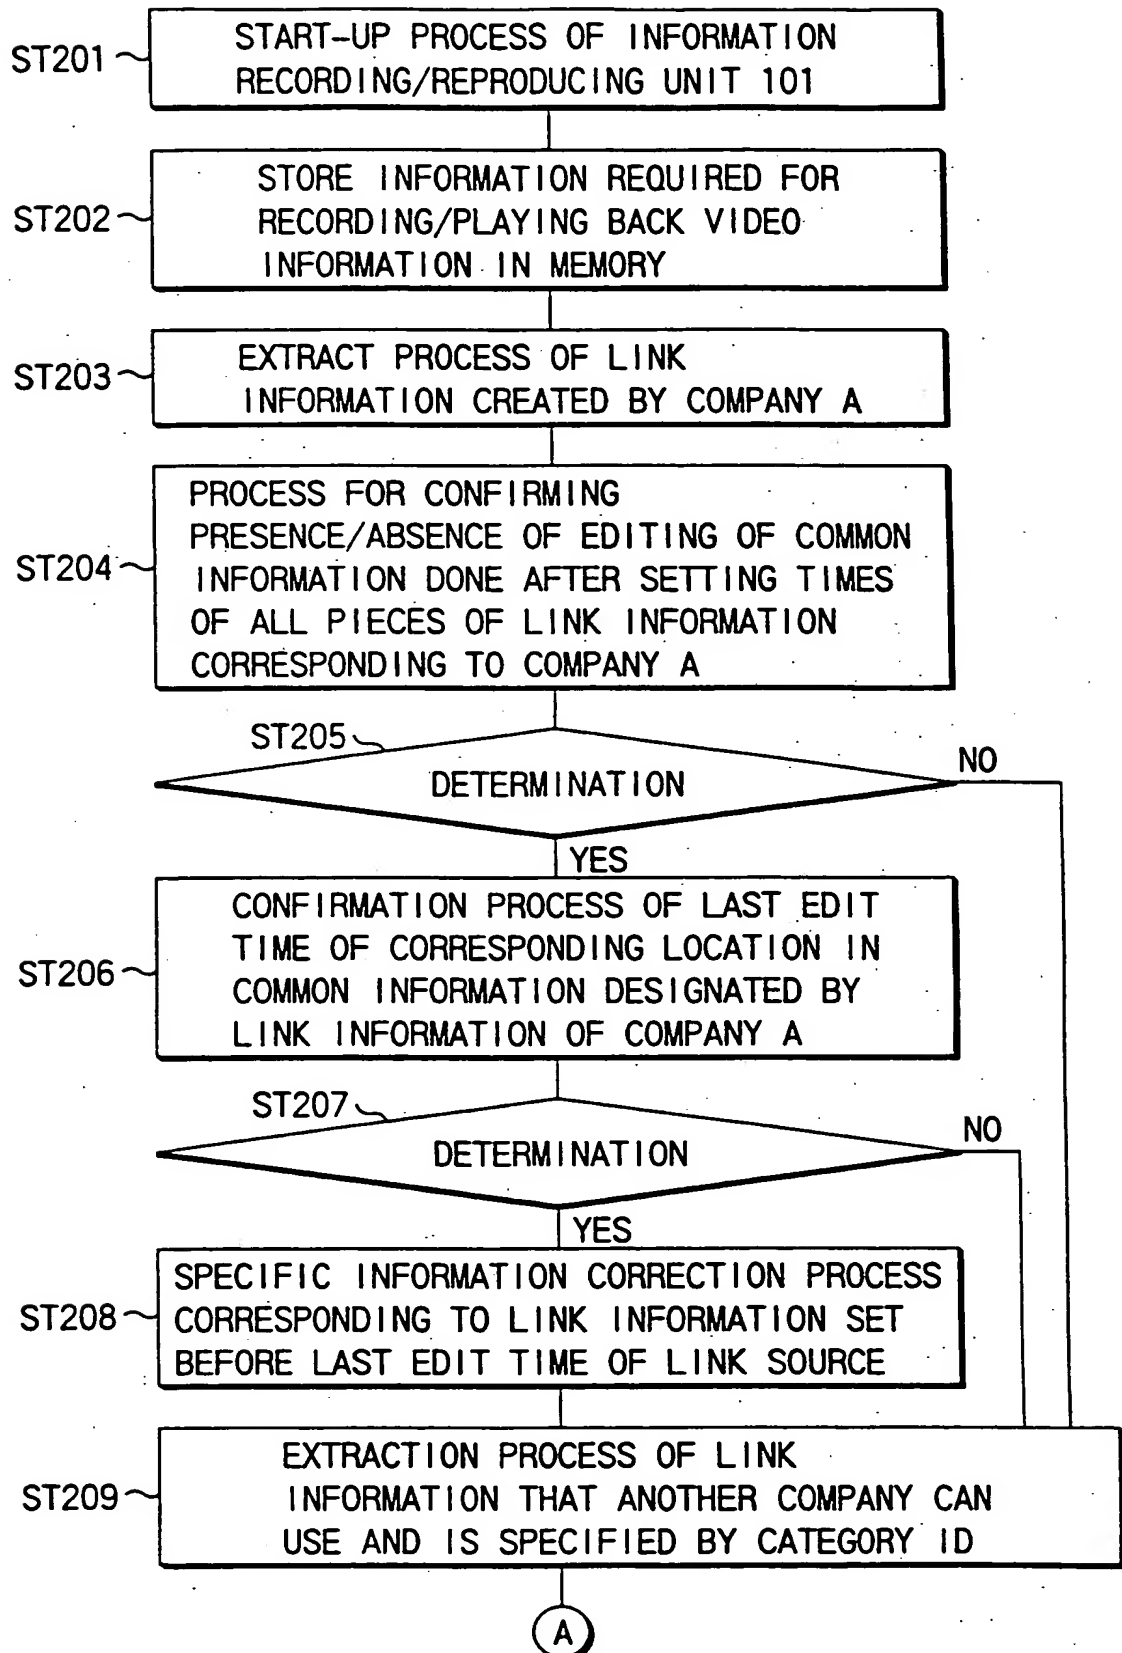 ST201
START-UP PROCESS OF INFORMATION
RECORDING/REPRODUCING UNIT 101
ST202
STORE INFORMATION REQUIRED FOR
RECORDING/PLAYING BACK VIDEO
INFORMATION IN MEMORY
ST203
EXTRACT PROCESS OF LINK
INFORMATION CREATED BY COMPANY A
ST204
PROCESS FOR CONFIRMING
PRESENCE/ABSENCE OF EDITING OF COMMON
INFORMATION DONE AFTER SETTING TIMES
OF ALL PIECES OF LINK INFORMATION
CORRESPONDING TO COMPANY A
ST205
DETERMINATION
NO
YES
ST206
CONFIRMATION PROCESS OF LAST EDIT
TIME OF CORRESPONDING LOCATION IN
COMMON INFORMATION DESIGNATED BY
LINK INFORMATION OF COMPANY A
ST207
DETERMINATION
NO
YES
ST208
SPECIFIC INFORMATION CORRECTION PROCESS
CORRESPONDING TO LINK INFORMATION SET
BEFORE LAST EDIT TIME OF LINK SOURCE
ST209
EXTRACTION PROCESS OF LINK
INFORMATION THAT ANOTHER COMPANY CAN
USE AND IS SPECIFIED BY CATEGORY ID
A